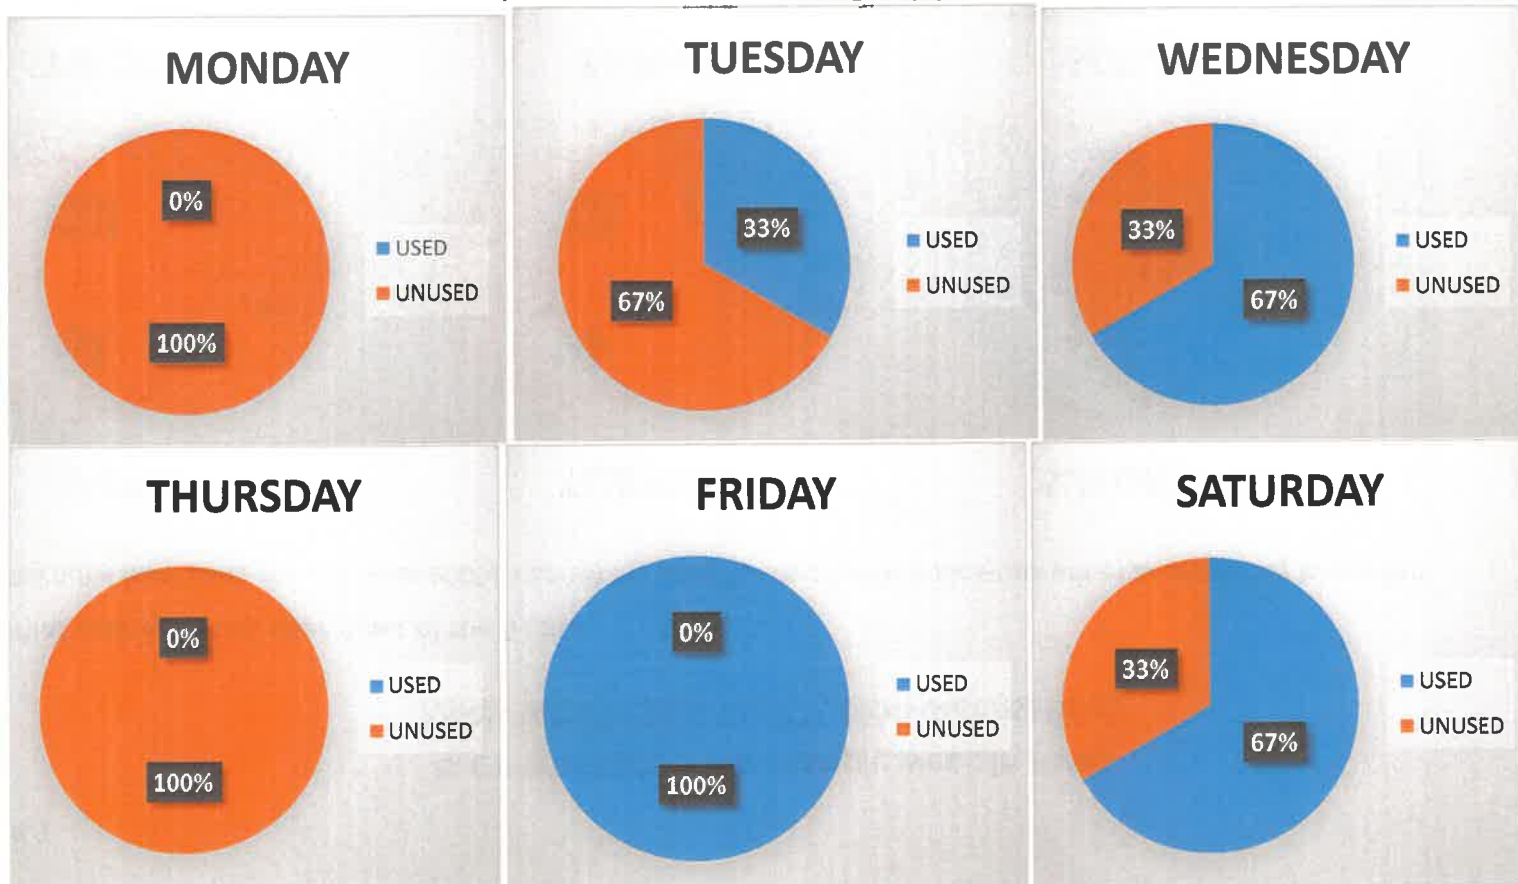 MONDAY
0%
100%
USED
UNUSED
TUESDAY
33%
67%
USED
UNUSED
WEDNESDAY
33%
67%
USED
UNUSED
THURSDAY
0%
100%
USED
UNUSED
FRIDAY
0%
100%
USED
UNUSED
SATURDAY
33%
67%
USED
UNUSED